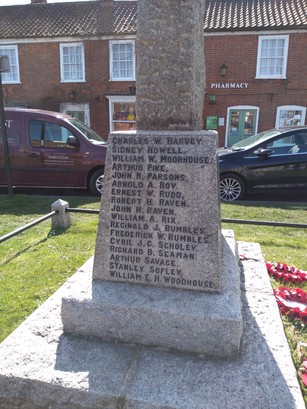 PHARMACY
CHARLES W. HARVEY.
SIDNEY HOWELL.
WILLIAM W. MOORHOUSE.
ARTHUR PIKE.
JOHN R. PARSONS.
ARNOLD A. ROY.
ERNEST W. RUDD.
ROBERT H. RAVEN.
JOHN H. RAVEN.
WILLIAM A. RIX.
REGINALD J. RUMBLES.
FREDERICK W. RUMBLES.
CYRIL J. C. SCHOLEY.
RICHARD B. SEAMAN.
ARTHUR SAVAGE.
STANLEY SOFLEY.
WILLIAM E. H. WOODHOUSE.